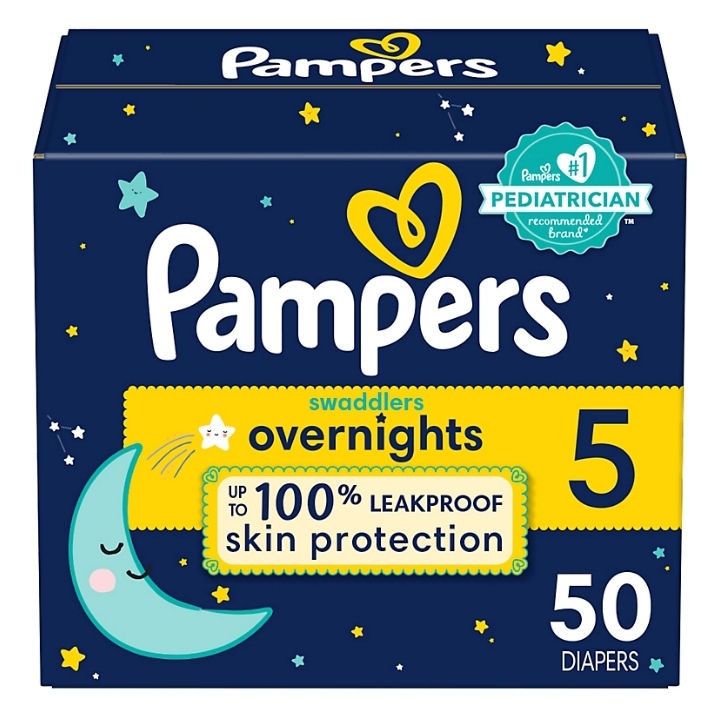 Pampers
Pampers #1
PEDIATRICIAN
recommended
brand*
™
Pampers
swaddlers
overnights
5
UP TO 100% LEAKPROOF
skin protection
50
DIAPERS